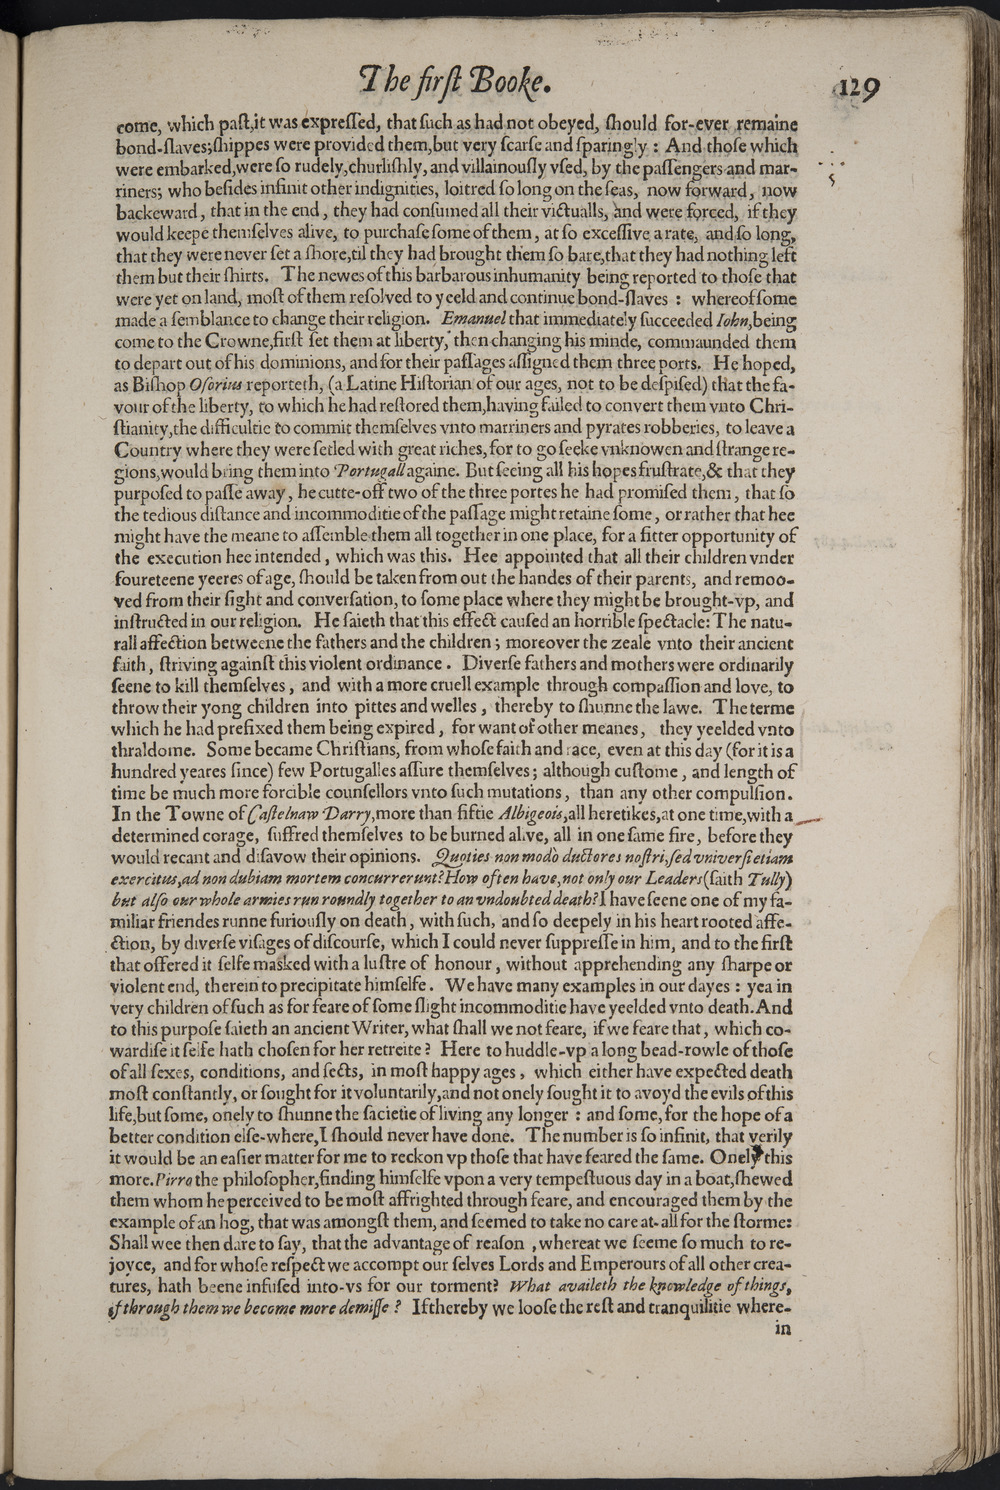 The firſt Booke.
129
come, which paſt,it was expreſſed, that ſuch as had not obeyed, ſhould for-ever remaine
bond-ſlaves;ſhippes were provided them,but very ſcarſe and ſparingly : And thoſe which
were embarked,were ſo rudely,churliſhly, and villainouſly vſed, by the paſſengers and mar-
riners; who beſides infinit other indignities, loitred ſo long on the ſeas, now forward, now
backeward, that in the end, they had conſumed all their victualls, and were forced, if they
would keepe themſelves alive, to purchaſe ſome of them, at ſo exceſſive a rate, and ſo long,
that they were never ſet a ſhore,til they had brought them ſo bare,that they had nothing left
them but their ſhirts. The newes of this barbarous inhumanity being reported to thoſe that
were yet on land, moſt of them reſolved to yeeld and continue bond-ſlaves : whereof ſome
made a ſemblance to change their religion. Emanuel that immediately ſucceeded Iohn,being
come to the Crowne,firſt ſet them at liberty, then changing his minde, commaunded them
to depart out of his dominions, and for their paſſages aſſigned them three ports. He hoped,
as Biſhop Oſorius reporteth, (a Latine Hiſtorian of our ages, not to be deſpiſed) that the fa-
vour of the liberty, to which he had reſtored them,having failed to convert them vnto Chri-
ſtianity,the difficultie to commit themſelves vnto marriners and pyrates robberies, to leave a
Country where they were ſetled with great riches, for to go ſeeke vnknowen and ſtrange re-
gions,would bring them into Portugall againe. But ſeeing all his hopes fruſtrate,& that they
purpoſed to paſſe away, he cutte-off two of the three portes he had promiſed them, that ſo
the tedious diſtance and incommoditie of the paſſage might retaine ſome, or rather that hee
might have the meane to aſſemble them all together in one place, for a fitter opportunity of
the execution hee intended, which was this. Hee appointed that all their children vnder
foureteene yeeres of age, ſhould be taken from out the handes of their parents, and remoo-
ved from their ſight and converſation, to ſome place where they might be brought-vp, and
inſtructed in our religion. He ſaieth that this effect cauſed an horrible ſpectacle: The natu-
rall affection betweene the fathers and the children ; moreover the zeale vnto their ancient
faith, ſtriving againſt this violent ordinance. Diverſe fathers and mothers were ordinarily
ſeene to kill themſelves, and with a more cruell example through compaſſion and love, to
throw their yong children into pittes and welles, thereby to ſhunne the lawe. The terme
which he had prefixed them being expired, for want of other meanes, they yeelded vnto
thraldome. Some became Chriſtians, from whoſe faith and race, even at this day (for it is a
hundred yeares ſince) few Portugalles aſſure themſelves; although cuſtome, and length of
time be much more forcible counſellors vnto ſuch mutations, than any other compulſion.
In the Towne of Caſtelnaw Darry,more than fiftie Albigeois,all heretikes,at one time,with a
determined corage, ſuffred themſelves to be burned alive, all in one ſame fire, before they
would recant and diſavow their opinions. Quoties non modò ductores noſtri,ſed vniverſi etiam
exercitus,ad non dubiam mortem concurrerunt? How often have,not only our Leaders(ſaith Tully)
but alſo our whole armies run roundly together to an vndoubted death? I have ſeene one of my fa-
miliar friendes runne furiouſly on death, with ſuch, and ſo deepely in his heart rooted affe-
ction, by diverſe viſages of diſcourſe, which I could never ſuppreſſe in him, and to the firſt
that offered it ſelfe masked with a luſtre of honour, without apprehending any ſharpe or
violent end, therein to precipitate himſelfe. We have many examples in our dayes : yea in
very children of ſuch as for feare of ſome ſlight incommoditie have yeelded vnto death. And
to this purpoſe ſaieth an ancient Writer, what ſhall we not feare, if we feare that, which co-
wardiſe it ſelfe hath choſen for her retreite? Here to huddle-vp a long bead-rowle of thoſe
of all ſexes, conditions, and ſects, in moſt happy ages, which either have expected death
moſt conſtantly, or ſought for it voluntarily,and not onely ſought it to avoyd the evils of this
life,but ſome, onely to ſhunne the ſacietie of living any longer : and ſome,for the hope of a
better condition elſe-where,I ſhould never have done. The number is ſo infinit, that verily
it would be an eaſier matter for me to reckon vp thoſe that have feared the ſame. Onely this
more.Pirro the philoſopher,finding himſelfe vpon a very tempeſtuous day in a boat,ſhewed
them whom he perceived to be moſt affrighted through feare, and encouraged them by the
example of an hog, that was amongſt them, and ſeemed to take no care at-all for the ſtorme:
Shall wee then dare to ſay, that the advantage of reaſon , whereat we ſeeme ſo much to re-
joyce, and for whoſe reſpect we accompt our ſelves Lords and Emperours of all other crea-
tures, hath beene infuſed into-vs for our torment? What availeth the knowledge of things,
if through them we become more demiſſe ? If thereby we looſe the reſt and tranquilitie where-
in